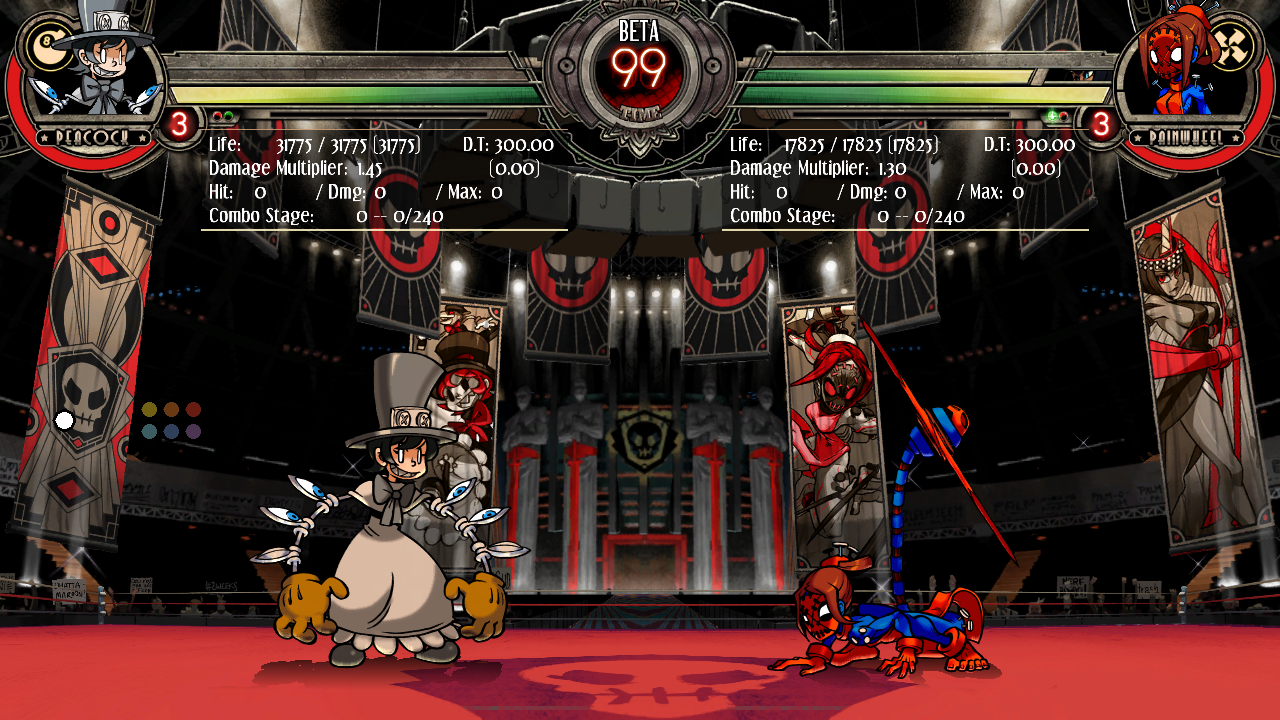 BETA
99
TIME
8
PEACOCK
3
3
PAINWHEEL
Life: 31775 / 31775 (31775) D.T: 300.00
Damage Multiplier: 1.45 (0.00)
Hit: 0 / Dmg: 0 / Max: 0
Combo Stage: 0 -- 0/240
Life: 17825 / 17825 (17825) D.T: 300.00
Damage Multiplier: 1.30 (0.00)
Hit: 0 / Dmg: 0 / Max: 0
Combo Stage: 0 -- 0/240